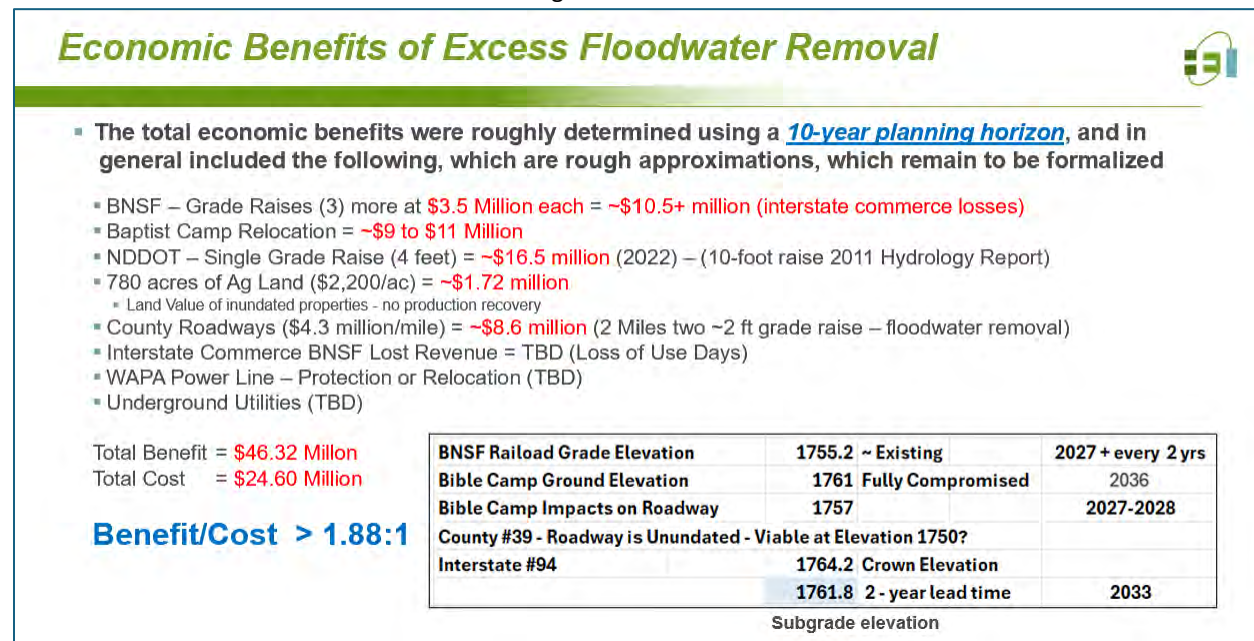 Economic Benefits of Excess Floodwater Removal
▪ The total economic benefits were roughly determined using a 10-year planning horizon, and in
general included the following, which are rough approximations, which remain to be formalized
▪ BNSF – Grade Raises (3) more at $3.5 Million each = ~$10.5+ million (interstate commerce losses)
▪ Baptist Camp Relocation = ~$9 to $11 Million
▪ NDDOT – Single Grade Raise (4 feet) = ~$16.5 million (2022) – (10-foot raise 2011 Hydrology Report)
▪ 780 acres of Ag Land ($2,200/ac) = ~$1.72 million
▪ Land Value of inundated properties - no production recovery
▪ County Roadways ($4.3 million/mile) = ~$8.6 million (2 Miles two ~2 ft grade raise – floodwater removal)
▪ Interstate Commerce BNSF Lost Revenue = TBD (Loss of Use Days)
▪ WAPA Power Line – Protection or Relocation (TBD)
▪ Underground Utilities (TBD)
Total Benefit = $46.32 Millon
Total Cost = $24.60 Million
Benefit/Cost > 1.88:1
BNSF Raiload Grade Elevation 1755.2 ~ Existing 2027 + every 2 yrs
Bible Camp Ground Elevation 1761 Fully Compromised 2036
Bible Camp Impacts on Roadway 1757 2027-2028
County #39 - Roadway is Unundated - Viable at Elevation 1750?
Interstate #94 1764.2 Crown Elevation
1761.8 2 - year lead time 2033
Subgrade elevation